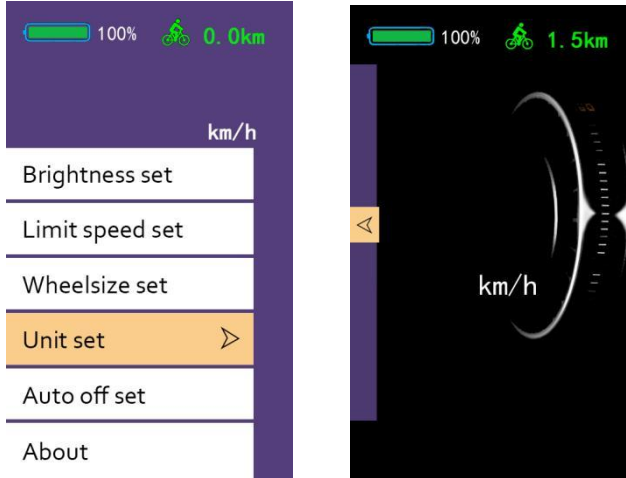 100% 0.0km
km/h
Brightness set
Limit speed set
Wheelsize set
Unit set
Auto off set
About
100% 1.5km
km/h